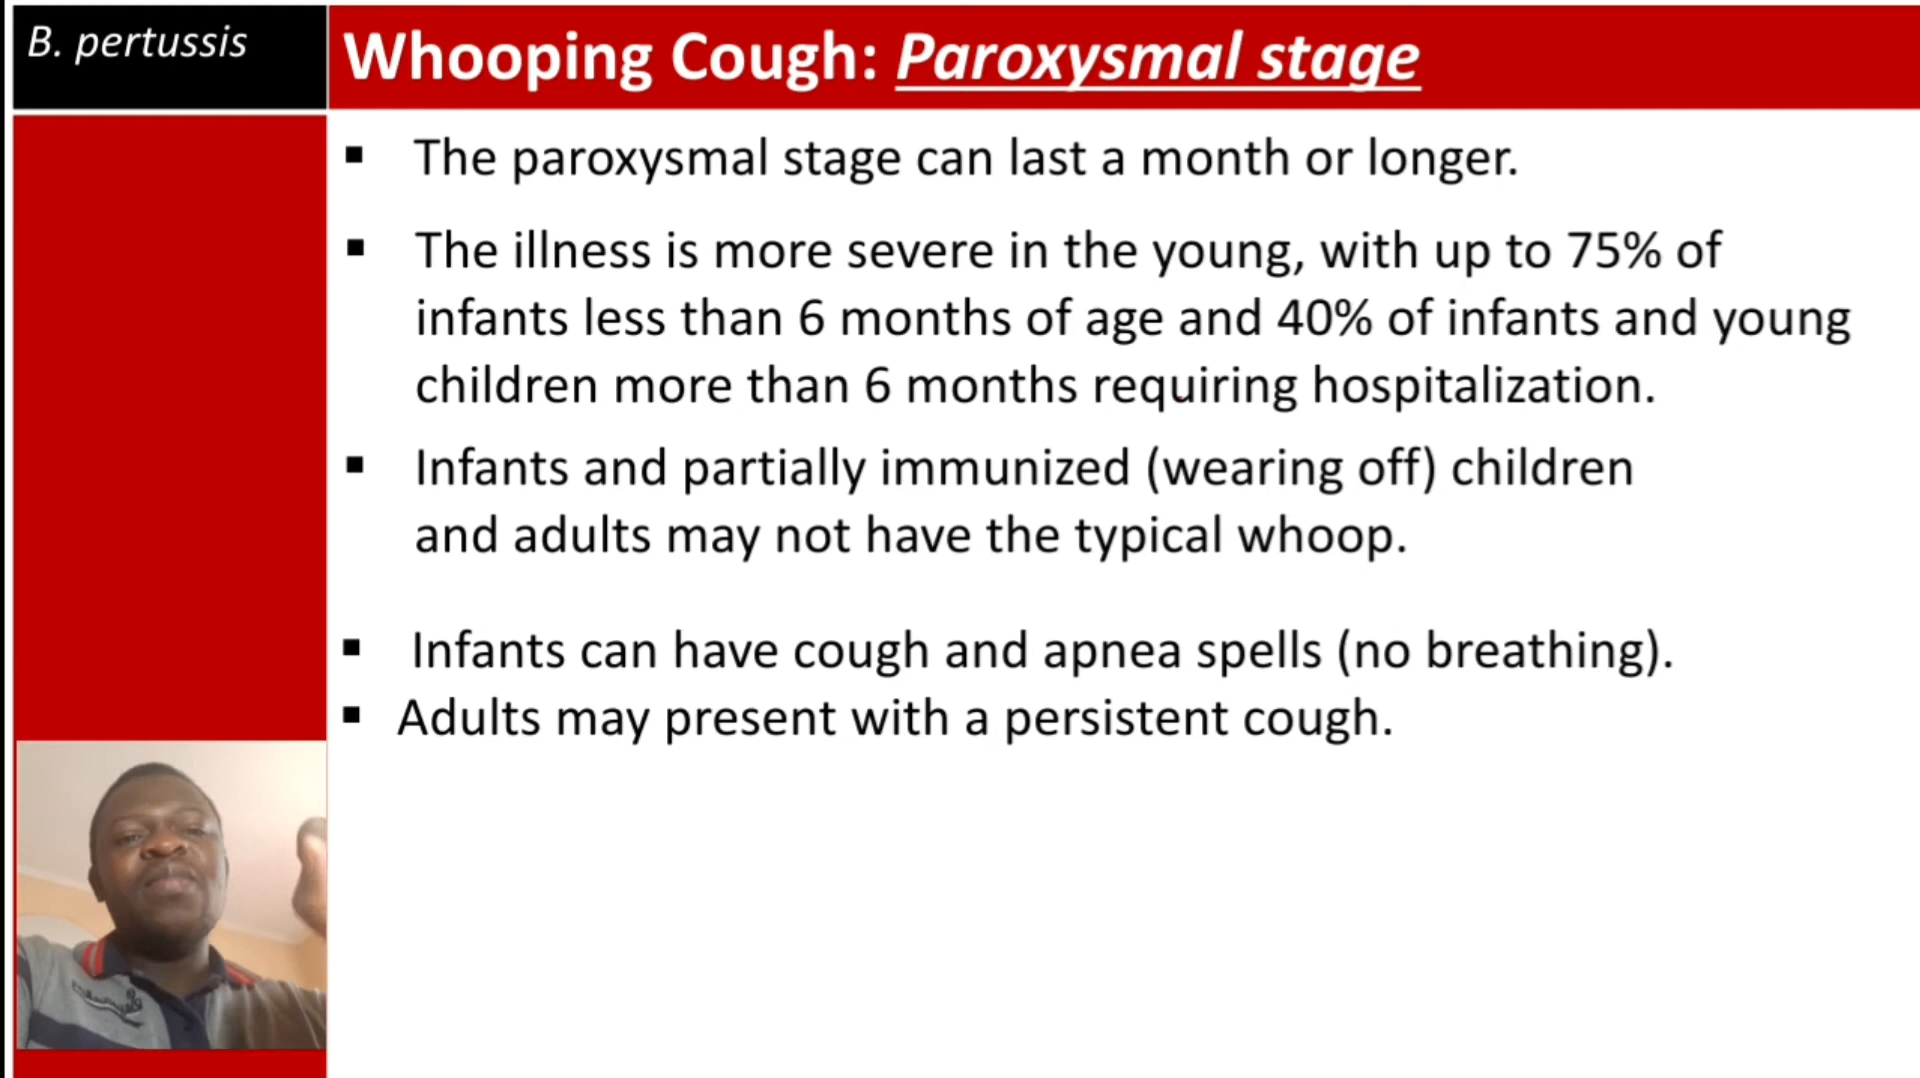 B. pertussis
Whooping Cough: Paroxysmal stage
▪ The paroxysmal stage can last a month or longer.
▪ The illness is more severe in the young, with up to 75% of
infants less than 6 months of age and 40% of infants and young
children more than 6 months requiring hospitalization.
▪ Infants and partially immunized (wearing off) children
and adults may not have the typical whoop.
▪ Infants can have cough and apnea spells (no breathing).
▪ Adults may present with a persistent cough.